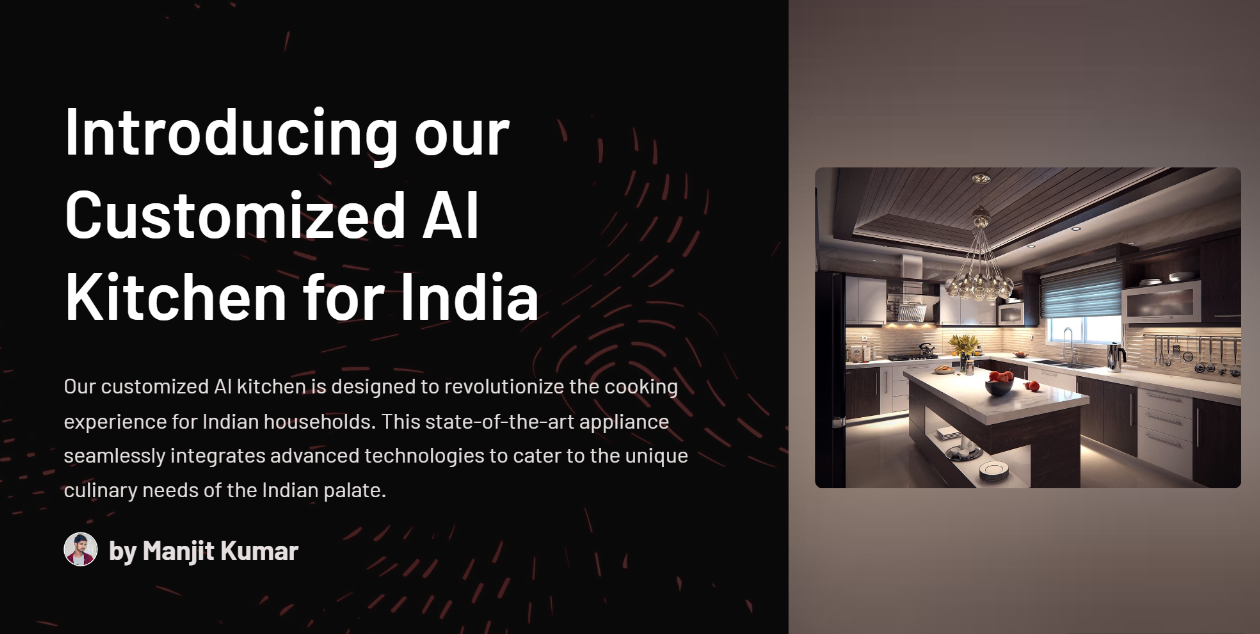 Introducing our
Customized AI
Kitchen for India
Our customized AI kitchen is designed to revolutionize the cooking
experience for Indian households. This state-of-the-art appliance
seamlessly integrates advanced technologies to cater to the unique
culinary needs of the Indian palate.
by Manjit Kumar